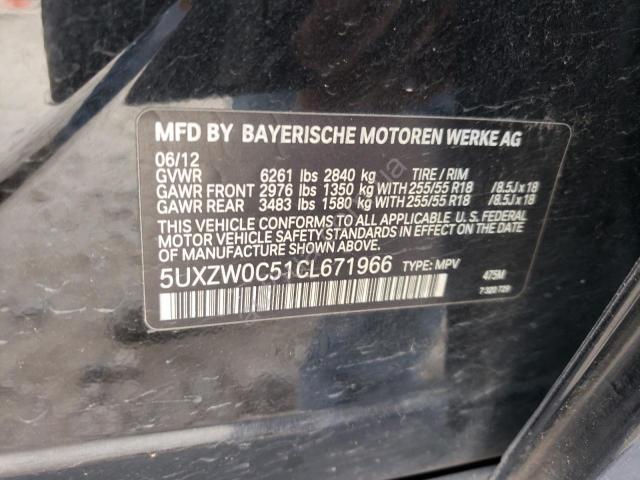 MFD BY BAYERISCHE MOTOREN WERKE AG
06/12
GVWR 6261 lbs 2840 kg TIRE / RIM
GAWR FRONT 2976 lbs 1350 kg WITH 255/55 R18 /8.5J x 18
GAWR REAR 3483 lbs 1580 kg WITH 255/55 R18 /8.5J x 18
THIS VEHICLE CONFORMS TO ALL APPLICABLE U. S. FEDERAL
MOTOR VEHICLE SAFETY STANDARDS IN EFFECT ON THE DATE
OF MANUFACTURE SHOWN ABOVE.
5UXZW0C51CL671966 TYPE: MPV 475M
7 320 729